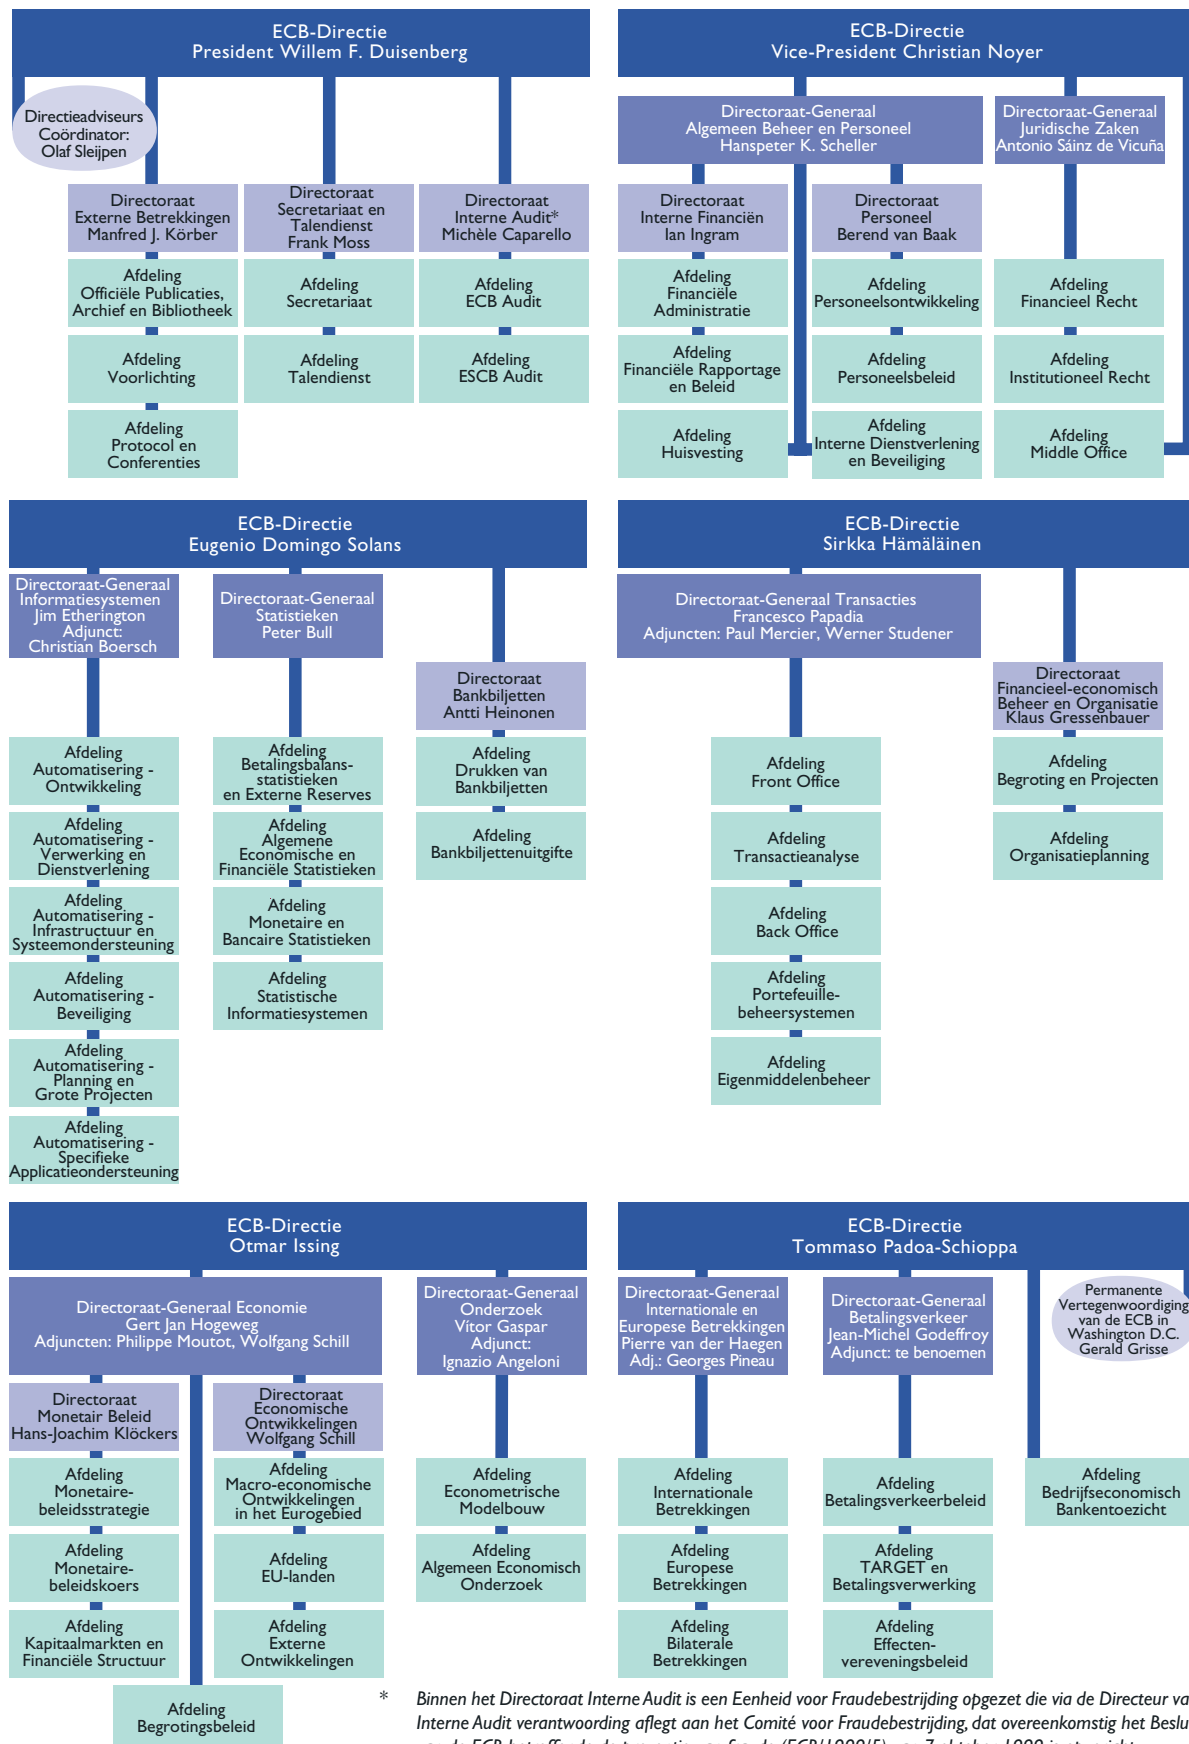 ECB-Directie
President Willem F. Duisenberg
Directieadviseurs
Coördinator:
Olaf Sleijpen
Directoraat
Externe Betrekkingen
Manfred J. Körber
Afdeling
Officiële Publicaties,
Archief en Bibliotheek
Afdeling
Voorlichting
Afdeling
Protocol en
Conferenties
Directoraat
Secretariaat en
Talendienst
Frank Moss
Afdeling
Secretariaat
Afdeling
Talendienst
Directoraat
Interne Audit*
Michèle Caparello
Afdeling
ECB Audit
Afdeling
ESCB Audit
ECB-Directie
Vice-President Christian Noyer
Directoraat-Generaal
Algemeen Beheer en Personeel
Hanspeter K. Scheller
Directoraat
Interne Financiën
Ian Ingram
Afdeling
Financiële
Administratie
Afdeling
Financiële Rapportage
en Beleid
Afdeling
Huisvesting
Directoraat
Personeel
Berend van Baak
Afdeling
Personeelsontwikkeling
Afdeling
Personeelsbeleid
Afdeling
Interne Dienstverlening
en Beveiliging
Directoraat-Generaal
Juridische Zaken
Antonio Sáinz de Vicuña
Afdeling
Financieel Recht
Afdeling
Institutioneel Recht
Afdeling
Middle Office
ECB-Directie
Eugenio Domingo Solans
Directoraat-Generaal
Informatiesystemen
Jim Etherington
Adjunct:
Christian Boersch
Afdeling
Automatisering -
Ontwikkeling
Afdeling
Automatisering -
Verwerking en
Dienstverlening
Afdeling
Automatisering -
Infrastructuur en
Systeemondersteuning
Afdeling
Automatisering -
Beveiliging
Afdeling
Automatisering -
Planning en
Grote Projecten
Afdeling
Automatisering -
Specifieke
Applicatieondersteuning
Directoraat-Generaal
Statistieken
Peter Bull
Afdeling
Betalingsbalans-
statistieken
en Externe Reserves
Afdeling
Algemene
Economische en
Financiële Statistieken
Afdeling
Monetaire en
Bancaire Statistieken
Afdeling
Statistische
Informatiesystemen
Directoraat
Bankbiljetten
Antti Heinonen
Afdeling
Drukken van
Bankbiljetten
Afdeling
Bankbiljettenuitgifte
ECB-Directie
Sirkka Hämäläinen
Directoraat-Generaal Transacties
Francesco Papadia
Adjuncten: Paul Mercier, Werner Studener
Afdeling
Front Office
Afdeling
Transactieanalyse
Afdeling
Back Office
Afdeling
Portefeuille-
beheersystemen
Afdeling
Eigenmiddelenbeheer
Directoraat
Financieel-economisch
Beheer en Organisatie
Klaus Gressenbauer
Afdeling
Begroting en Projecten
Afdeling
Organisatieplanning
ECB-Directie
Otmar Issing
Directoraat-Generaal Economie
Gert Jan Hogeweg
Adjuncten: Philippe Moutot, Wolfgang Schill
Directoraat
Monetair Beleid
Hans-Joachim Klöckers
Afdeling
Monetaire-
beleidsstrategie
Afdeling
Monetaire-
beleidskoers
Afdeling
Kapitaalmarkten en
Financiële Structuur
Directoraat
Economische
Ontwikkelingen
Wolfgang Schill
Afdeling
Macro-economische
Ontwikkelingen
in het Eurogebied
Afdeling
EU-landen
Afdeling
Externe
Ontwikkelingen
Afdeling
Begrotingsbeleid
Directoraat-Generaal
Onderzoek
Vítor Gaspar
Adjunct:
Ignazio Angeloni
Afdeling
Econometrische
Modelbouw
Afdeling
Algemeen Economisch
Onderzoek
ECB-Directie
Tommaso Padoa-Schioppa
Directoraat-Generaal
Internationale en
Europese Betrekkingen
Pierre van der Haegen
Adj.: Georges Pineau
Afdeling
Internationale
Betrekkingen
Afdeling
Europese
Betrekkingen
Afdeling
Bilaterale
Betrekkingen
Directoraat-Generaal
Betalingsverkeer
Jean-Michel Godeffroy
Adjunct: te benoemen
Afdeling
Betalingsverkeerbeleid
Afdeling
TARGET en
Betalingsverwerking
Afdeling
Effecten-
vereveningsbeleid
Permanente
Vertegenwoordiging
van de ECB in
Washington D.C.
Gerald Grisse
Afdeling
Bedrijfseconomisch
Bankentoezicht
* Binnen het Directoraat Interne Audit is een Eenheid voor Fraudebestrijding opgezet die via de Directeur va
Interne Audit verantwoording aflegt aan het Comité voor Fraudebestrijding, dat overeenkomstig het Beslu